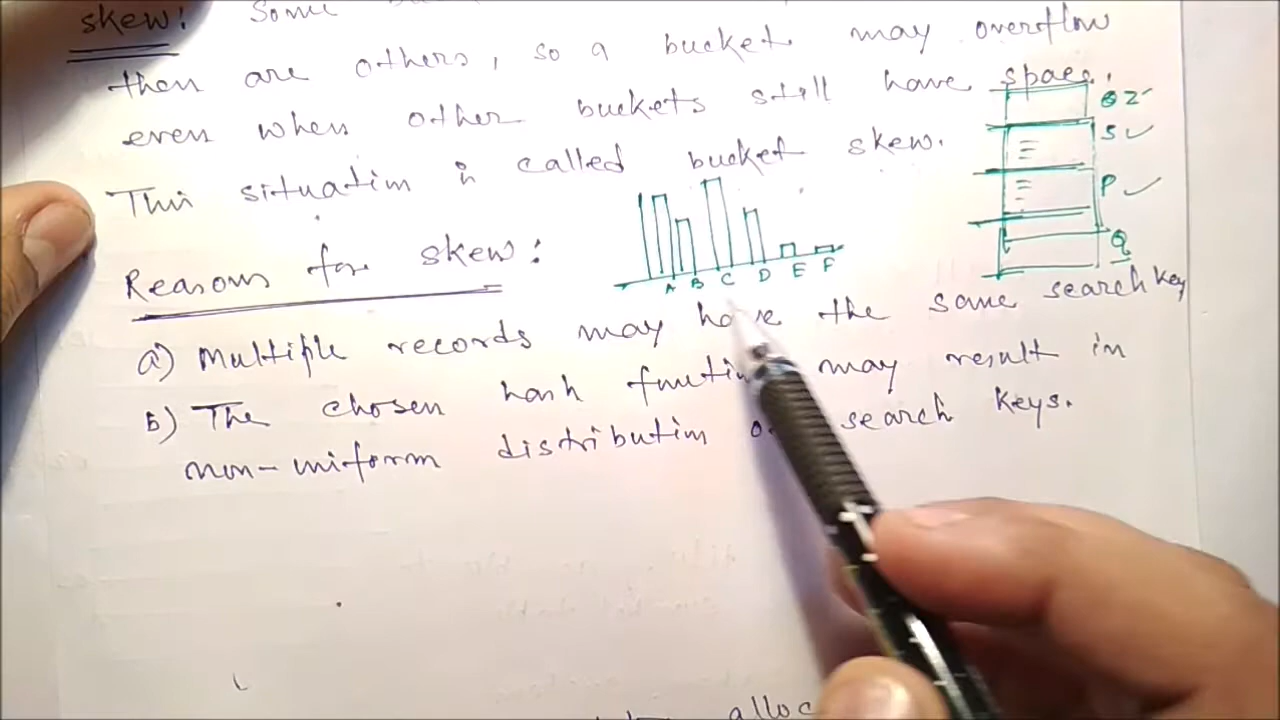 skew: Some
then are others, so a bucket may overflow
even when other buckets still have space.
This situation is called bucket skew.
Z
S
P
Q
A B C D E F
Reasons for skew:
a) Multiple records may have the same search key
b) The chosen hash function may result in
non-uniform distribution search keys.
alloc